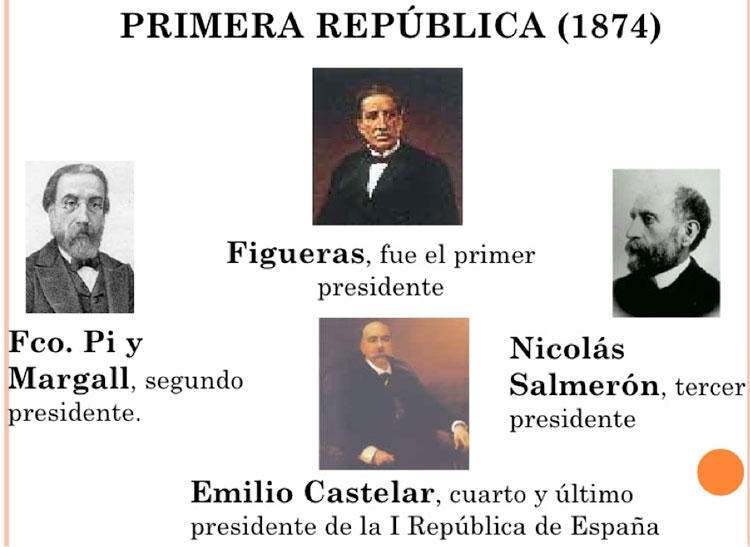 PRIMERA REPÚBLICA (1874)
Figueras, fue el primer
presidente
Fco. Pi y
Margall, segundo
presidente.
Nicolás
Salmerón, tercer
presidente
Emilio Castelar, cuarto y último
presidente de la I República de España